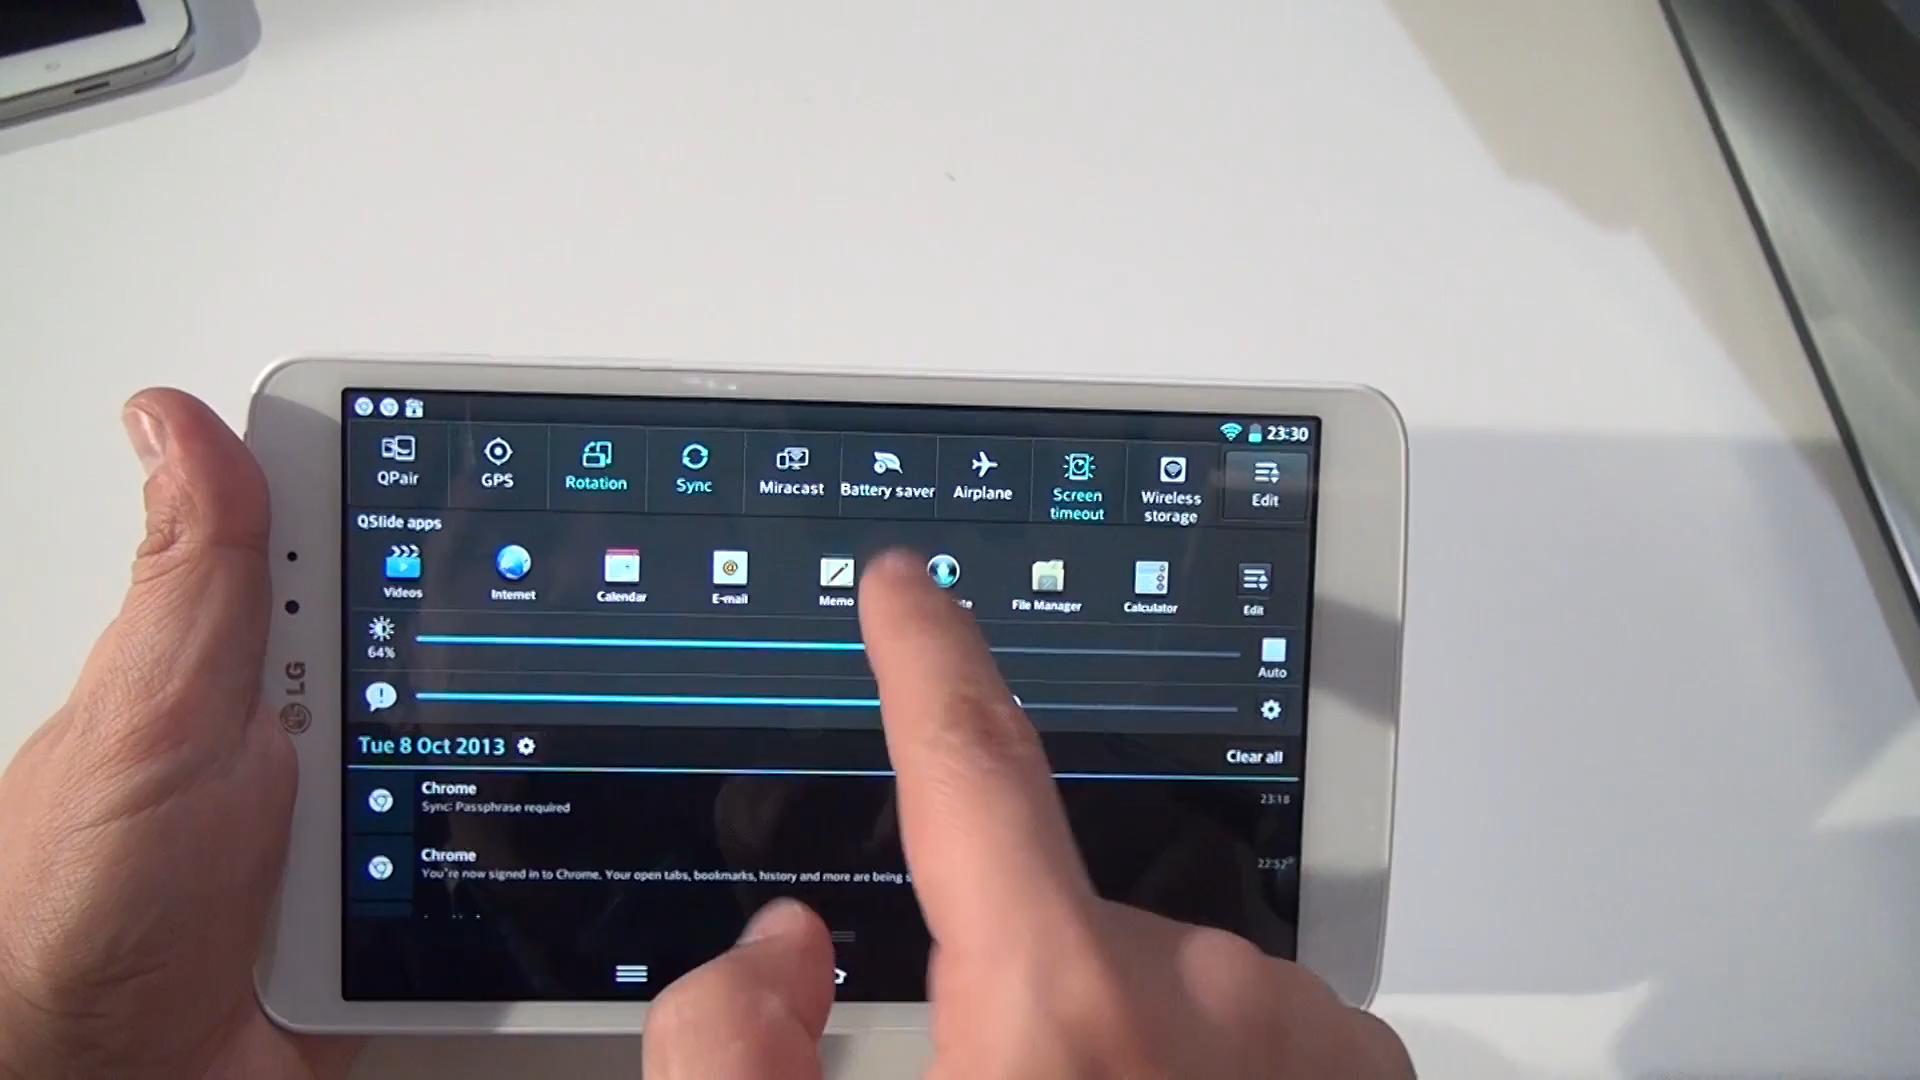 23:30
QPair
GPS
Rotation
Sync
Miracast
Battery saver
Airplane
Screen
timeout
Wireless
storage
Edit
QSlide apps
Videos
Internet
Calendar
E-mail
Memo
File Manager
Calculator
Edit
64%
Auto
Tue 8 Oct 2013
Clear all
Chrome
23:18
Sync: Passphrase required
Chrome
22:52
You're now signed in to Chrome. Your open tabs, bookmarks, history and more are being
LG